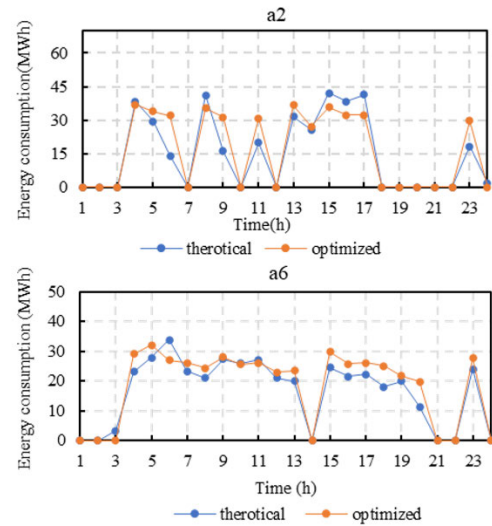 a2
Energy consumption(MWh)
60
45
30
15
0
1 3 5 7 9 11 13 15 17 19 21 23
Time(h)
therotical optimized
a6
Energy consumption (MWh)
50
40
30
20
10
0
1 3 5 7 9 11 13 15 17 19 21 23
Time (h)
therotical optimized